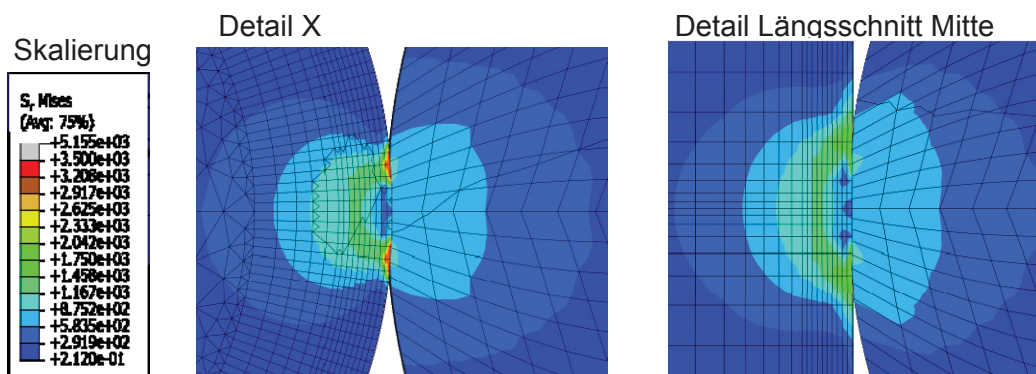 Skalierung
Detail X
Detail Längsschnitt Mitte
S, Mises
(Avg: 75%)
+5.155e+03
+3.500e+03
+3.208e+03
+2.917e+03
+2.625e+03
+2.333e+03
+2.042e+03
+1.750e+03
+1.458e+03
+1.167e+03
+8.752e+02
+5.835e+02
+2.919e+02
+2.120e-01